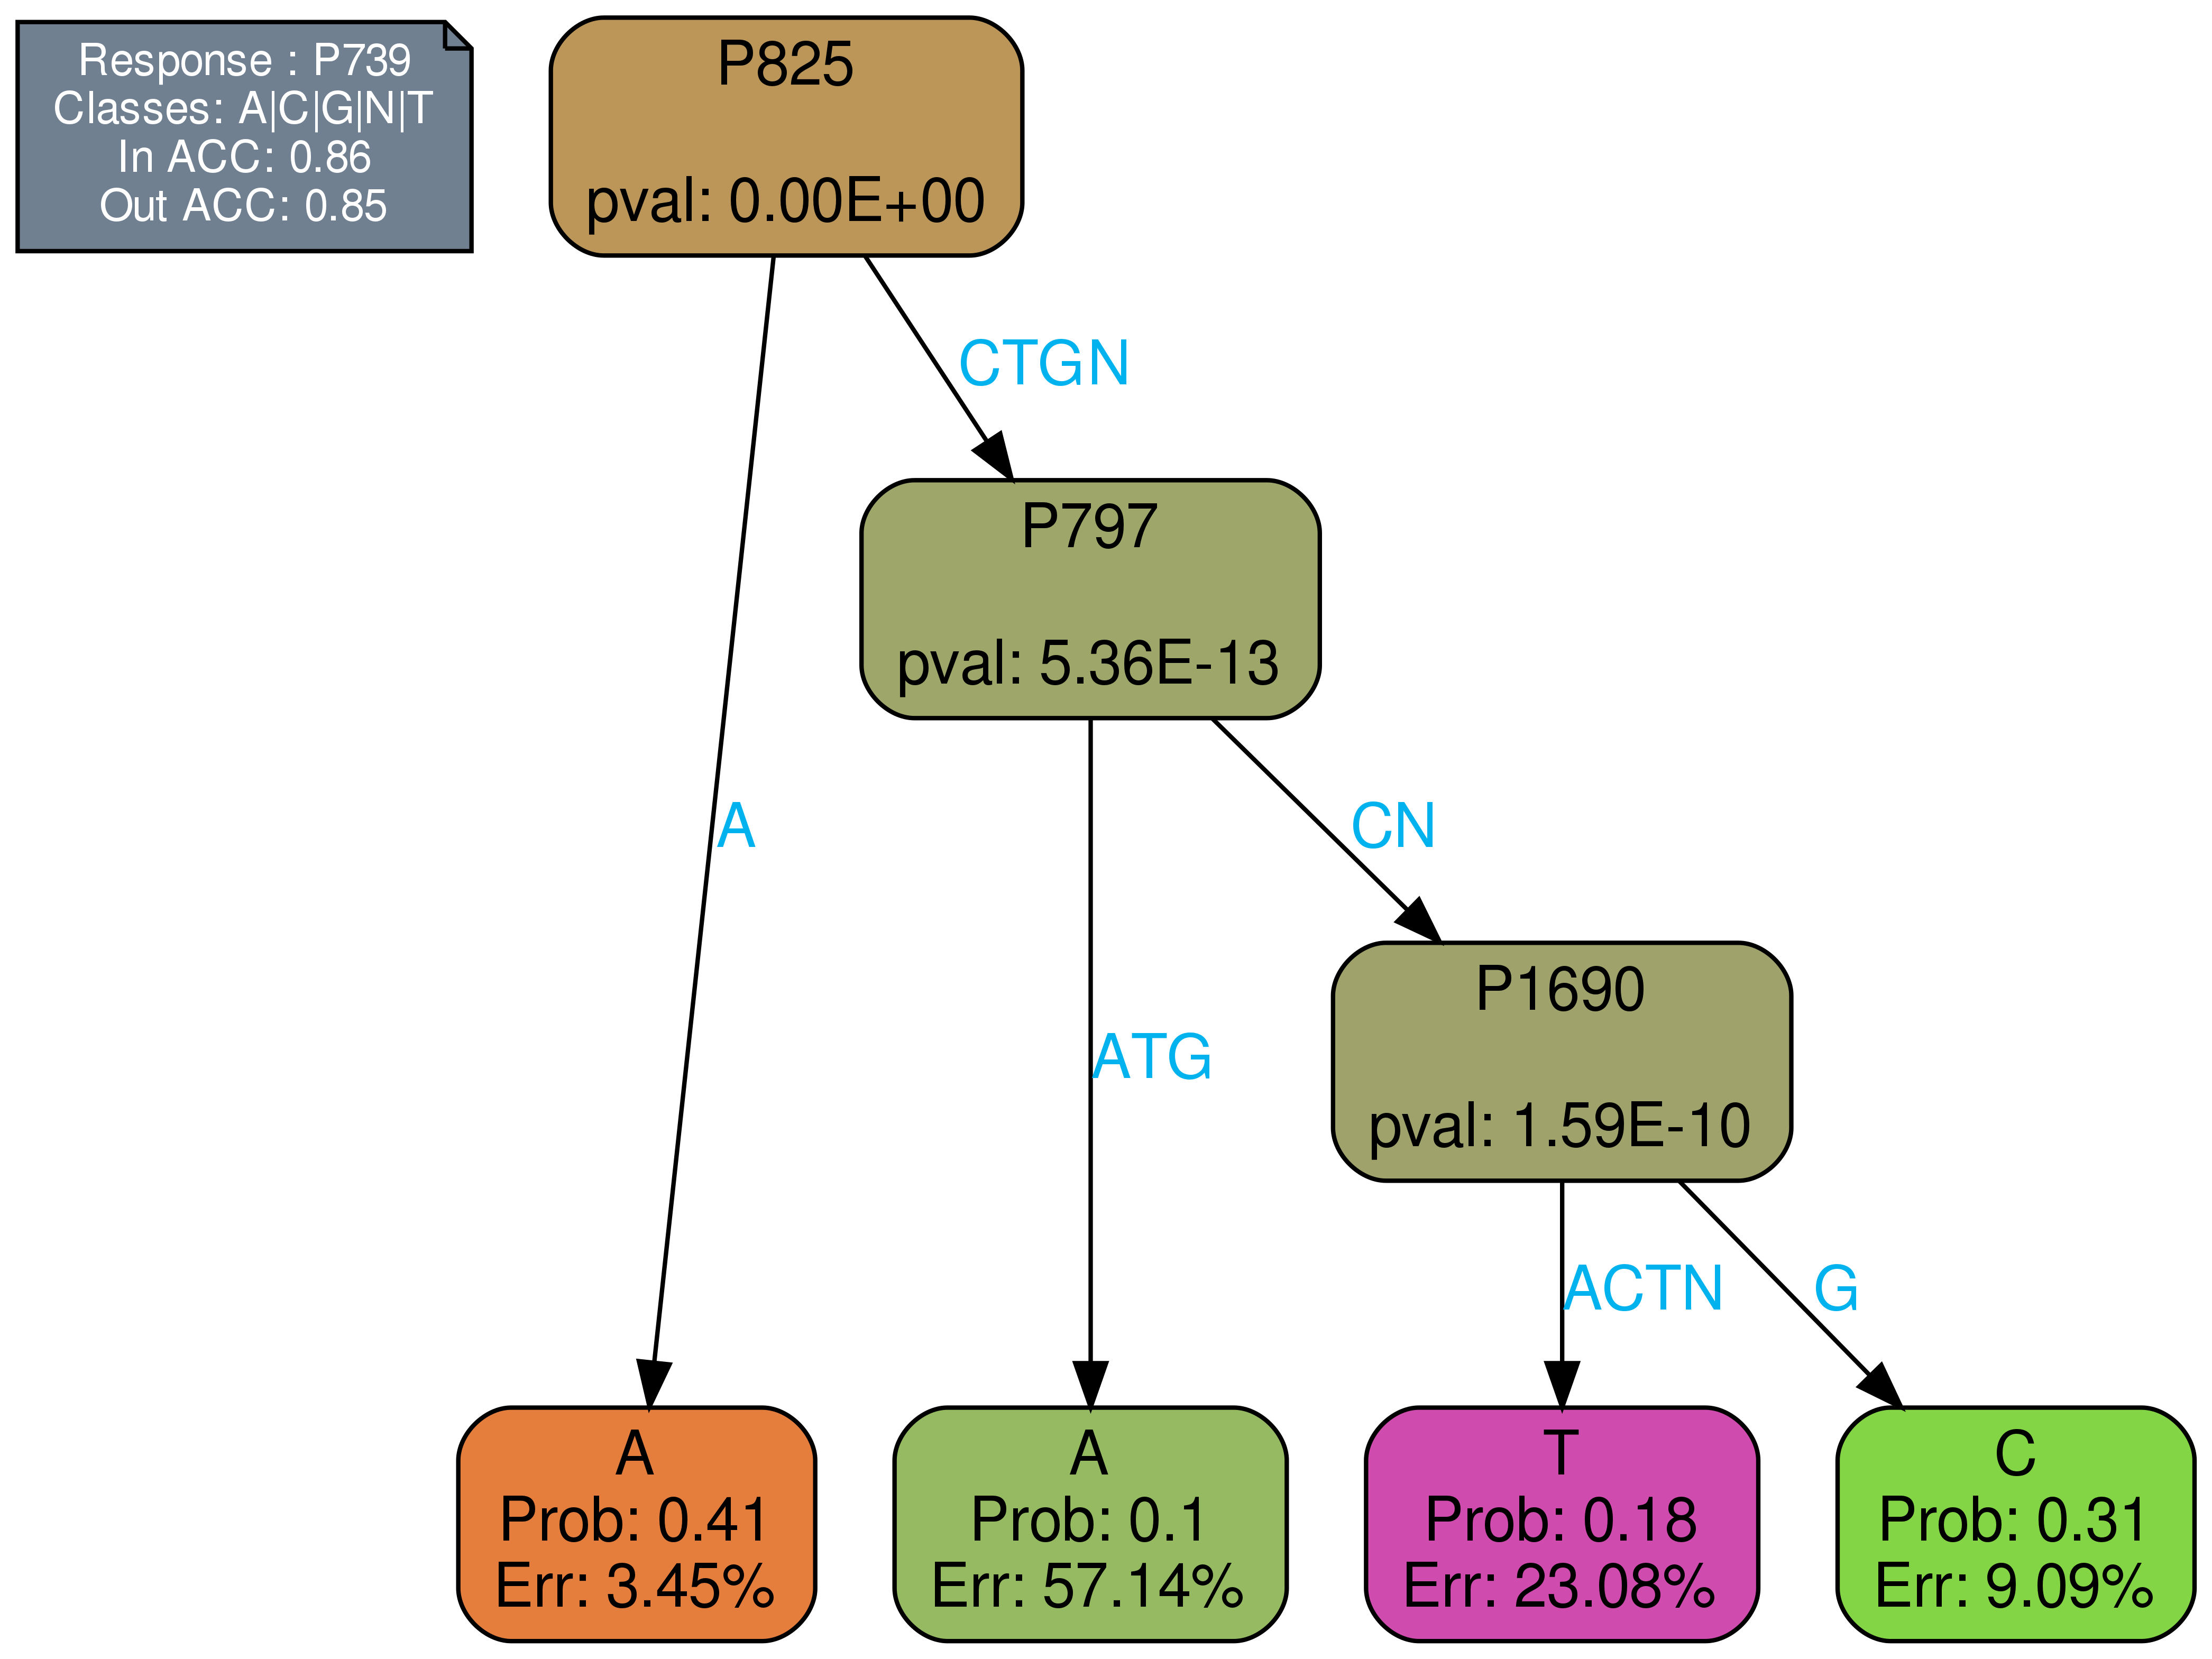 Response : P739
Classes: A|C|G|N|T
In ACC: 0.86
Out ACC: 0.85
P825
pval: 0.00E+00
CTGN
P797
pval: 5.36E-13
A
CN
P1690
pval: 1.59E-10
ATG
ACTN
G
A
Prob: 0.41
Err: 3.45%
A
Prob: 0.1
Err: 57.14%
T
Prob: 0.18
Err: 23.08%
C
Prob: 0.31
Err: 9.09%